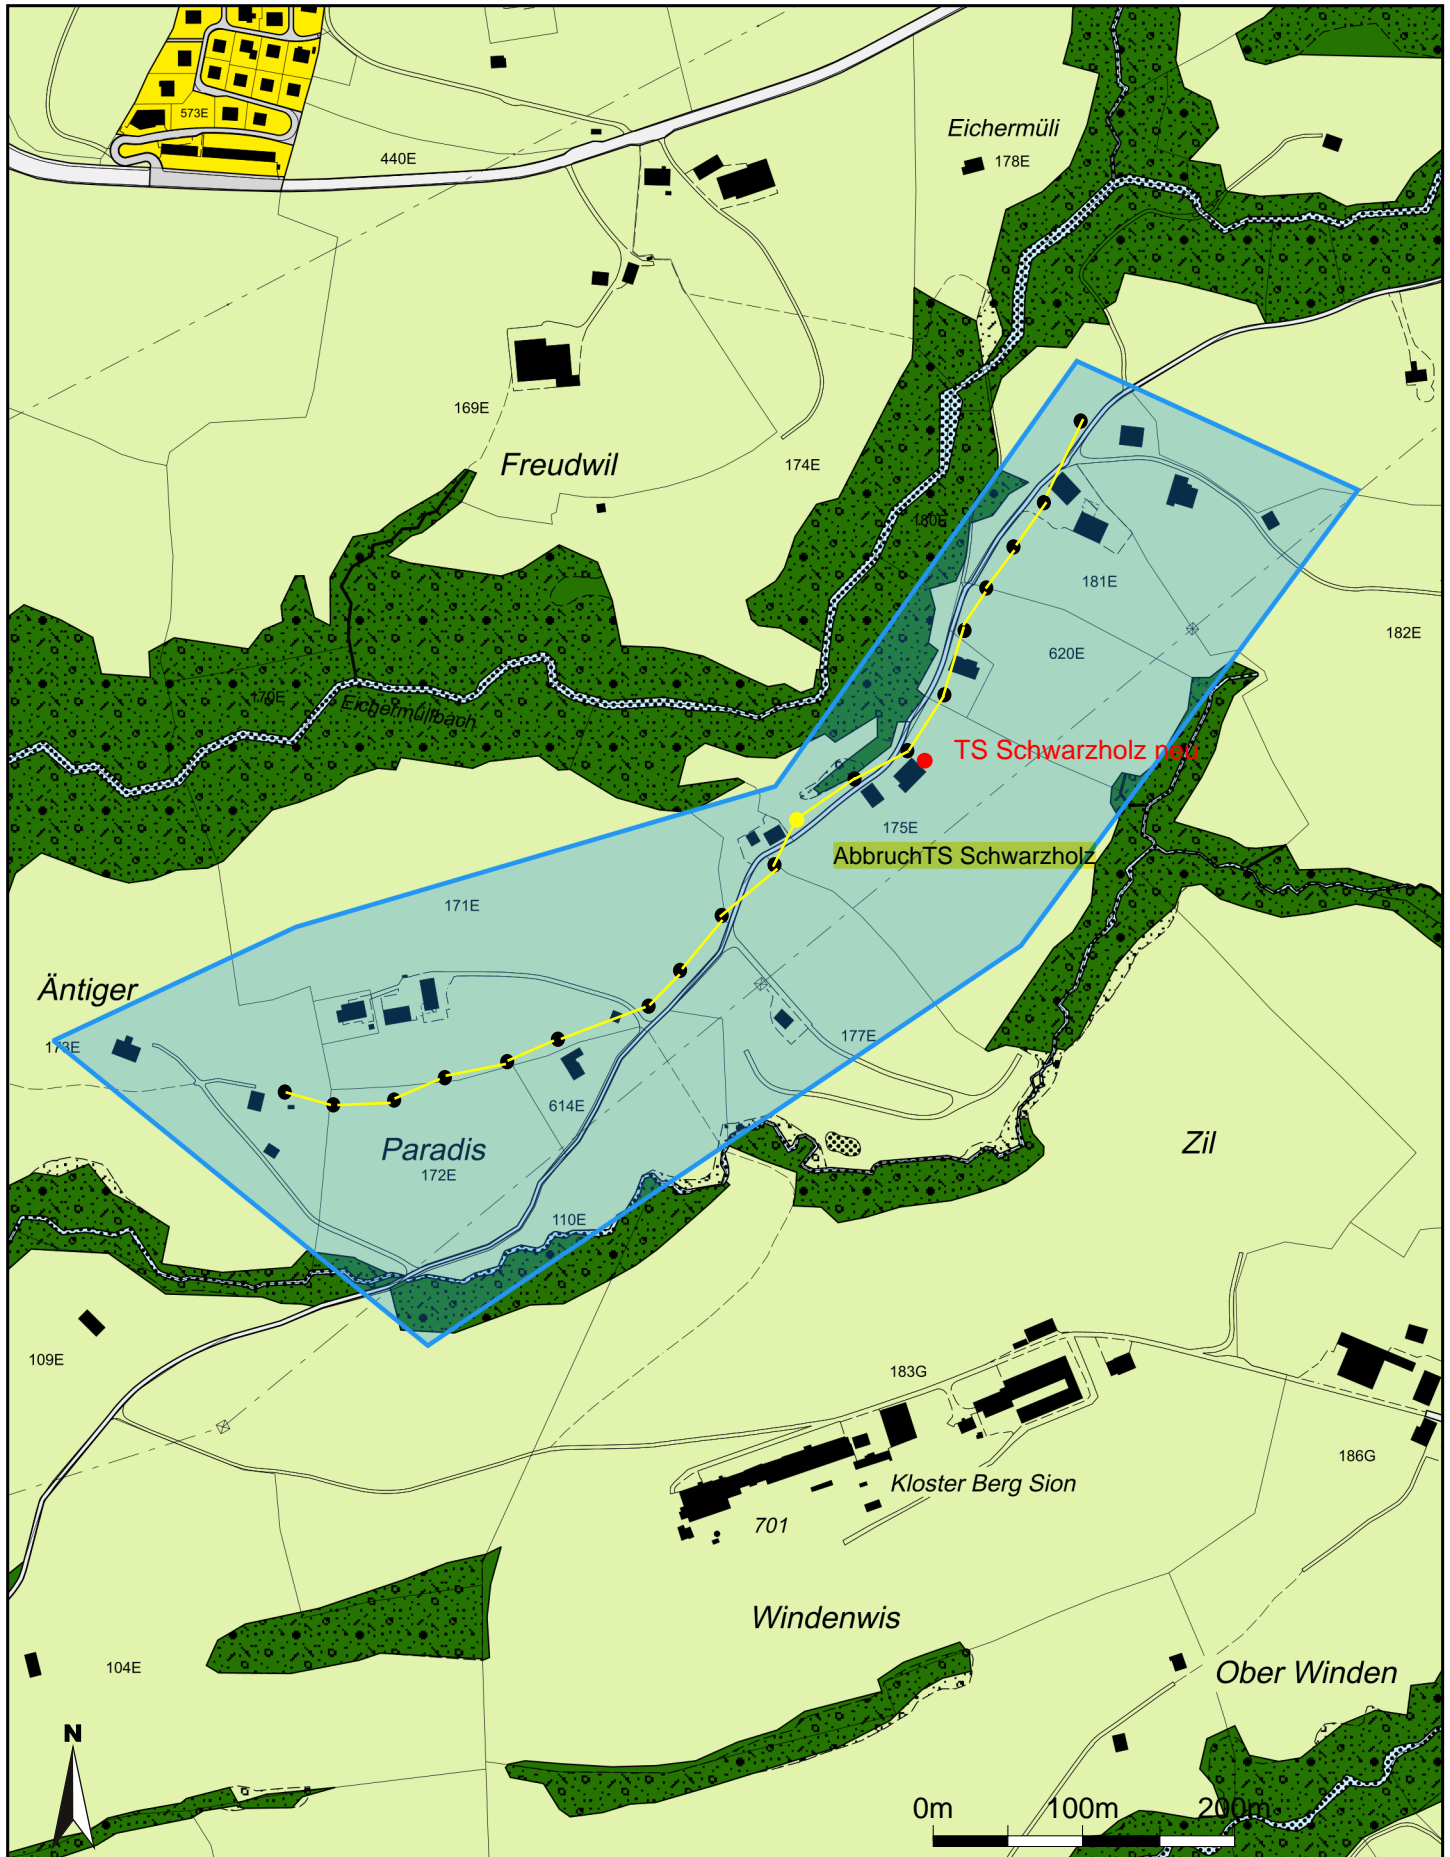 573E
440E
Eichermüli
178E
169E
Freudwil
174E
180E
181E
182E
620E
170E
Eichermülibach
TS Schwarzholz neu
175E
AbbruchTS Schwarzholz
171E
Äntiger
173E
177E
614E
Paradis
172E
Zil
110E
109E
183G
186G
Kloster Berg Sion
701
Windenwis
104E
Ober Winden
N
0m 100m 200m